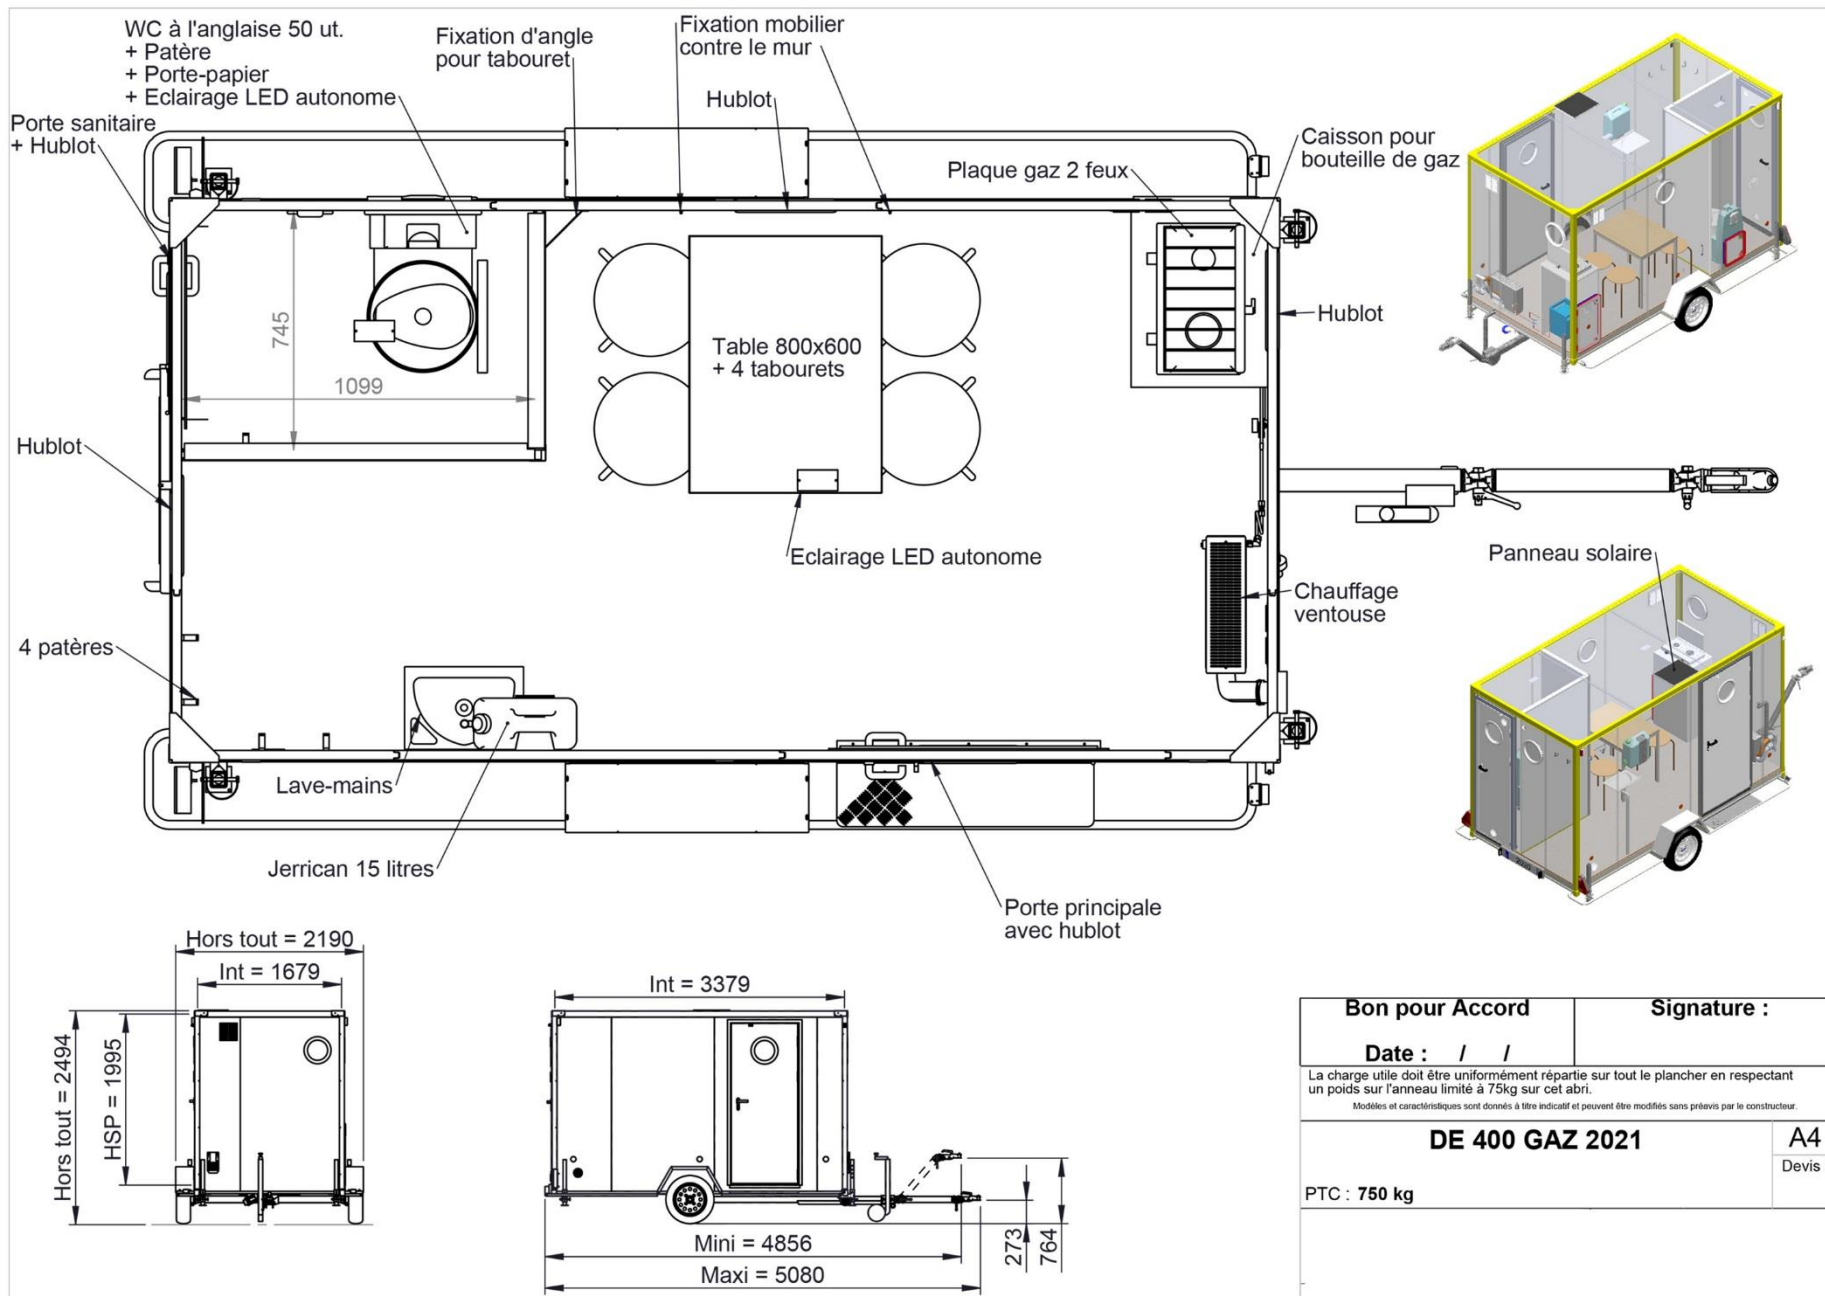 WC à l'anglaise 50 ut.
+ Patère
+ Porte-papier
+ Eclairage LED autonome
Fixation d'angle
pour tabouret
Fixation mobilier
contre le mur
Hublot
Porte sanitaire
+ Hublot
Plaque gaz 2 feux
Caisson pour
bouteille de gaz
745
1099
Table 800x600
+ 4 tabourets
Hublot
Hublot
Eclairage LED autonome
Chauffage
ventouse
Panneau solaire
4 patères
Lave-mains
Jerrican 15 litres
Porte principale
avec hublot
Hors tout = 2190
Int = 1679
Hors tout = 2494
HSP = 1995
Int = 3379
273
764
Mini = 4856
Maxi = 5080
Bon pour Accord
Signature :
Date : / /
La charge utile doit être uniformément répartie sur tout le plancher en respectant
un poids sur l'anneau limité à 75kg sur cet abri.
Modèles et caractéristiques sont donnés à titre indicatif et peuvent être modifiés sans préavis par le constructeur.
DE 400 GAZ 2021
A4
Devis
PTC : 750 kg